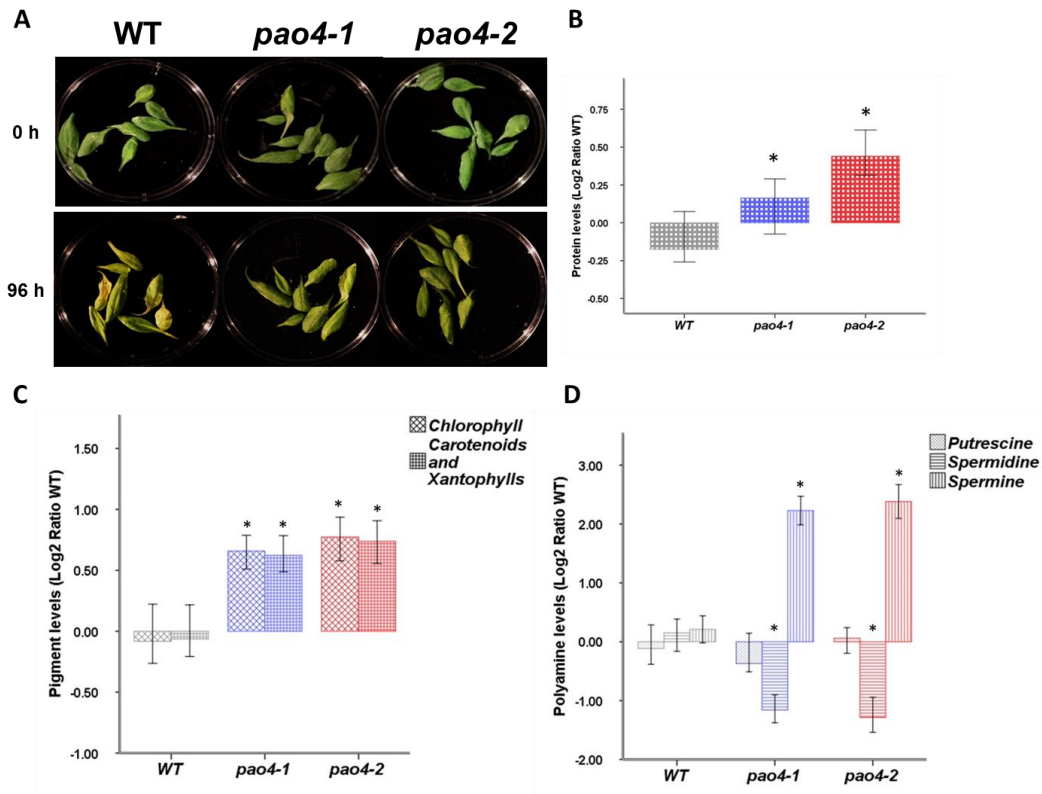 A
WT
pao4-1
pao4-2
0 h
96 h
B
Protein levels (Log2 Ratio WT)
0.75
0.50
0.25
0.00
-0.25
-0.50
*
*
WT
pao4-1
pao4-2
C
Pigment levels (Log2 Ratio WT)
1.50
1.00
0.50
0.00
-0.50
-1.00
*
*
*
*
Chlorophyll
Carotenoids
and
Xantophylls
WT
pao4-1
pao4-2
D
Polyamine levels (Log2 Ratio WT)
3.00
2.00
1.00
0.00
-1.00
-2.00
*
*
*
*
Putrescine
Spermidine
Spermine
WT
pao4-1
pao4-2